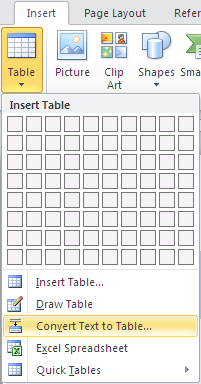 Insert Page Layout Refer
Table Picture Clip Art Shapes Sma
Insert Table
Insert Table...
Draw Table
Convert Text to Table...
Excel Spreadsheet
Quick Tables